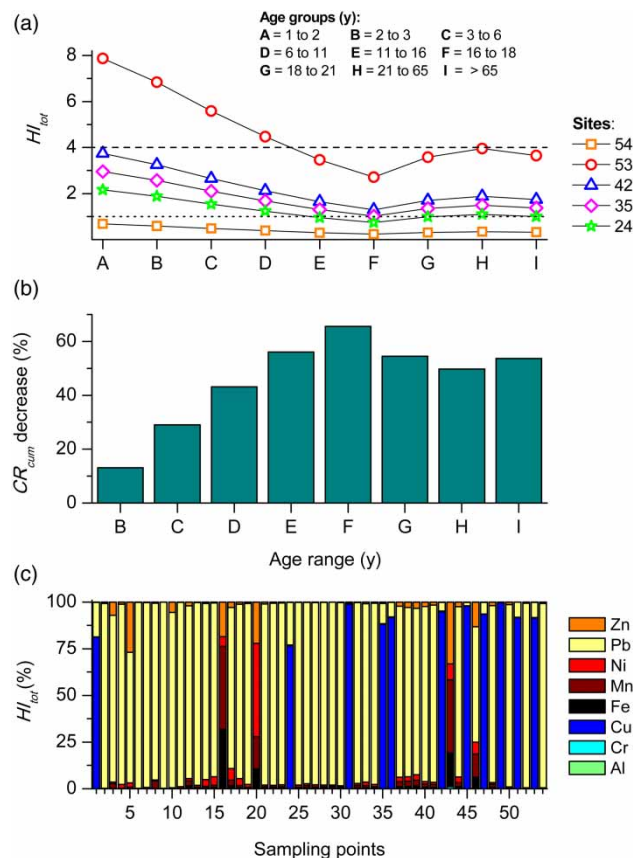 (a)
Age groups (y):
A = 1 to 2 B = 2 to 3 C = 3 to 6
D = 6 to 11 E = 11 to 16 F = 16 to 18
G = 18 to 21 H = 21 to 65 I = > 65
8
6
4
2
HI_tot
A B C D E F G H I
Sites:
54
53
42
35
24
(b)
60
40
20
0
CR_cum decrease (%)
B C D E F G H I
Age range (y)
(c)
100
75
50
25
0
HI_tot (%)
5 10 15 20 25 30 35 40 45 50
Sampling points
Zn
Pb
Ni
Mn
Fe
Cu
Cr
Al